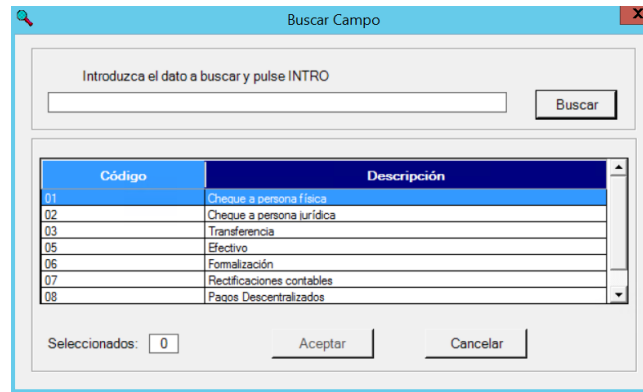 Buscar Campo
X
Introduzca el dato a buscar y pulse INTRO
Buscar
Código Descripción
01 Cheque a persona física
02 Cheque a persona jurídica
03 Transferencia
05 Efectivo
06 Formalización
07 Rectificaciones contables
08 Pagos Descentralizados
Seleccionados: 0 Aceptar Cancelar